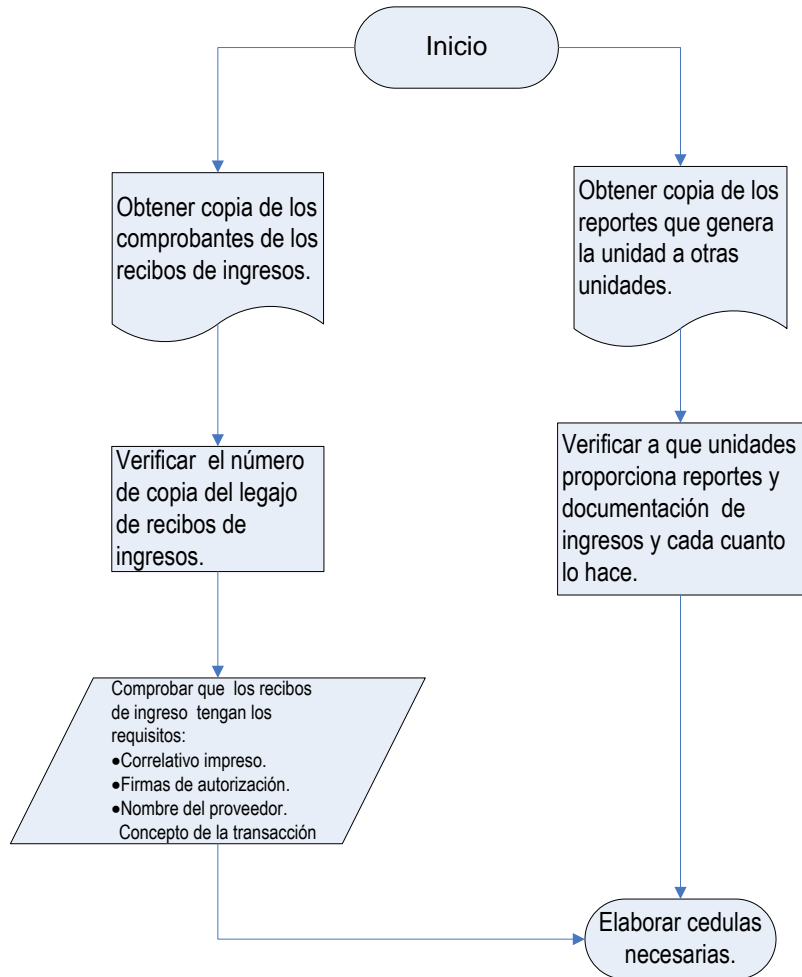 Inicio
Obtener copia de los
comprobantes de los
recibos de ingresos.
Obtener copia de los
reportes que genera
la unidad a otras
unidades.
Verificar el número
de copia del legajo
de recibos de
ingresos.
Verificar a que unidades
proporciona reportes y
documentación de
ingresos y cada cuanto
lo hace.
Comprobar que los recibos
de ingreso tengan los
requisitos:
•Correlativo impreso.
•Firmas de autorización.
•Nombre del proveedor.
Concepto de la transacción
Elaborar cedulas
necesarias.